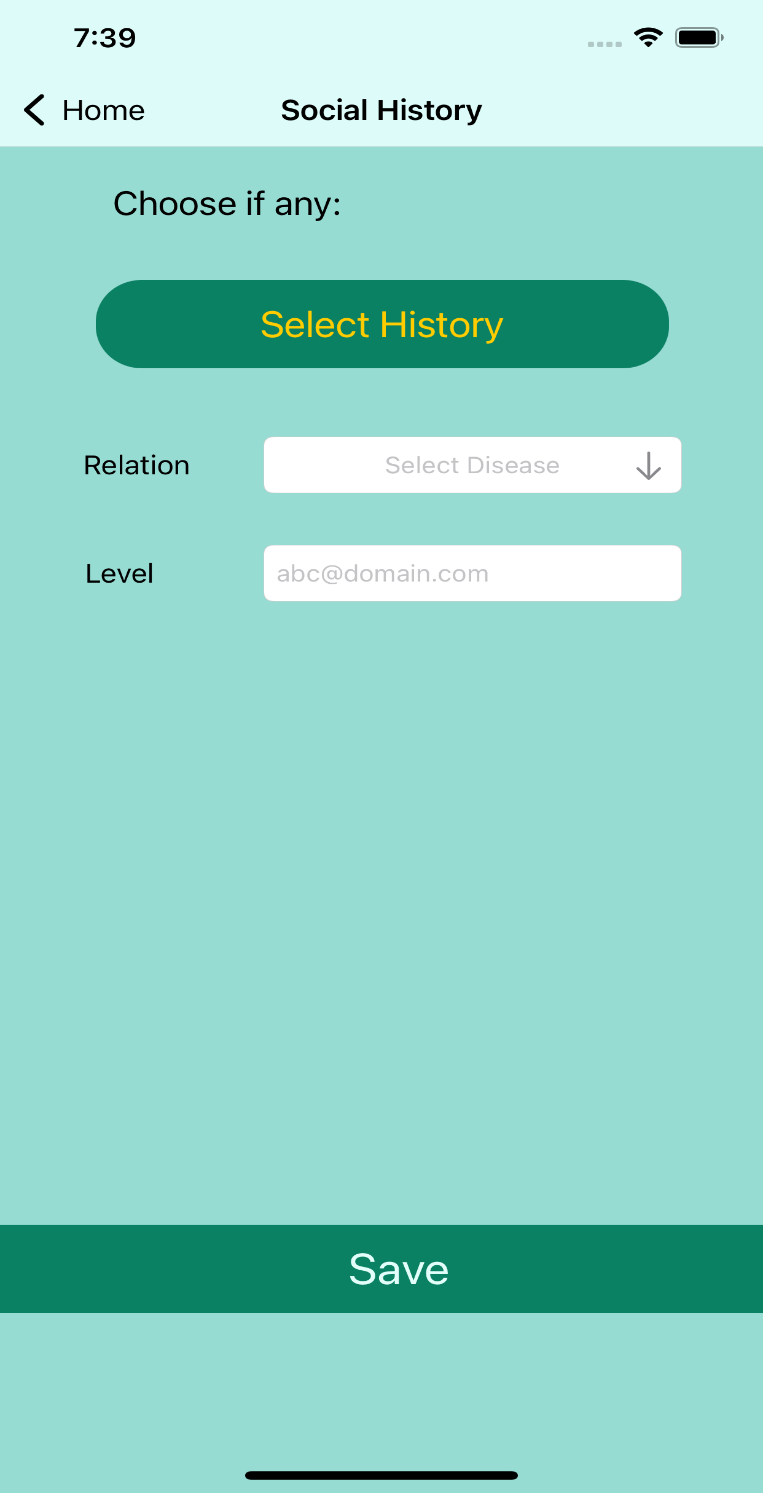 7:39
Home Social History
Choose if any:
Select History
Relation Select Disease
Level abc@domain.com
Save